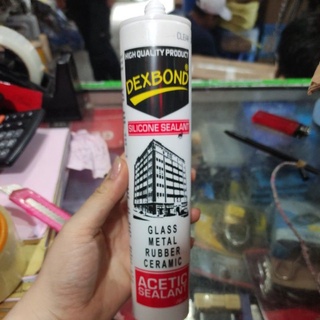 CLEAR
HIGH QUALITY PRODUCT
DEXBOND
SILICONE SEALANT
GLASS
METAL
RUBBER
CERAMIC
ACETIC
SEALANT